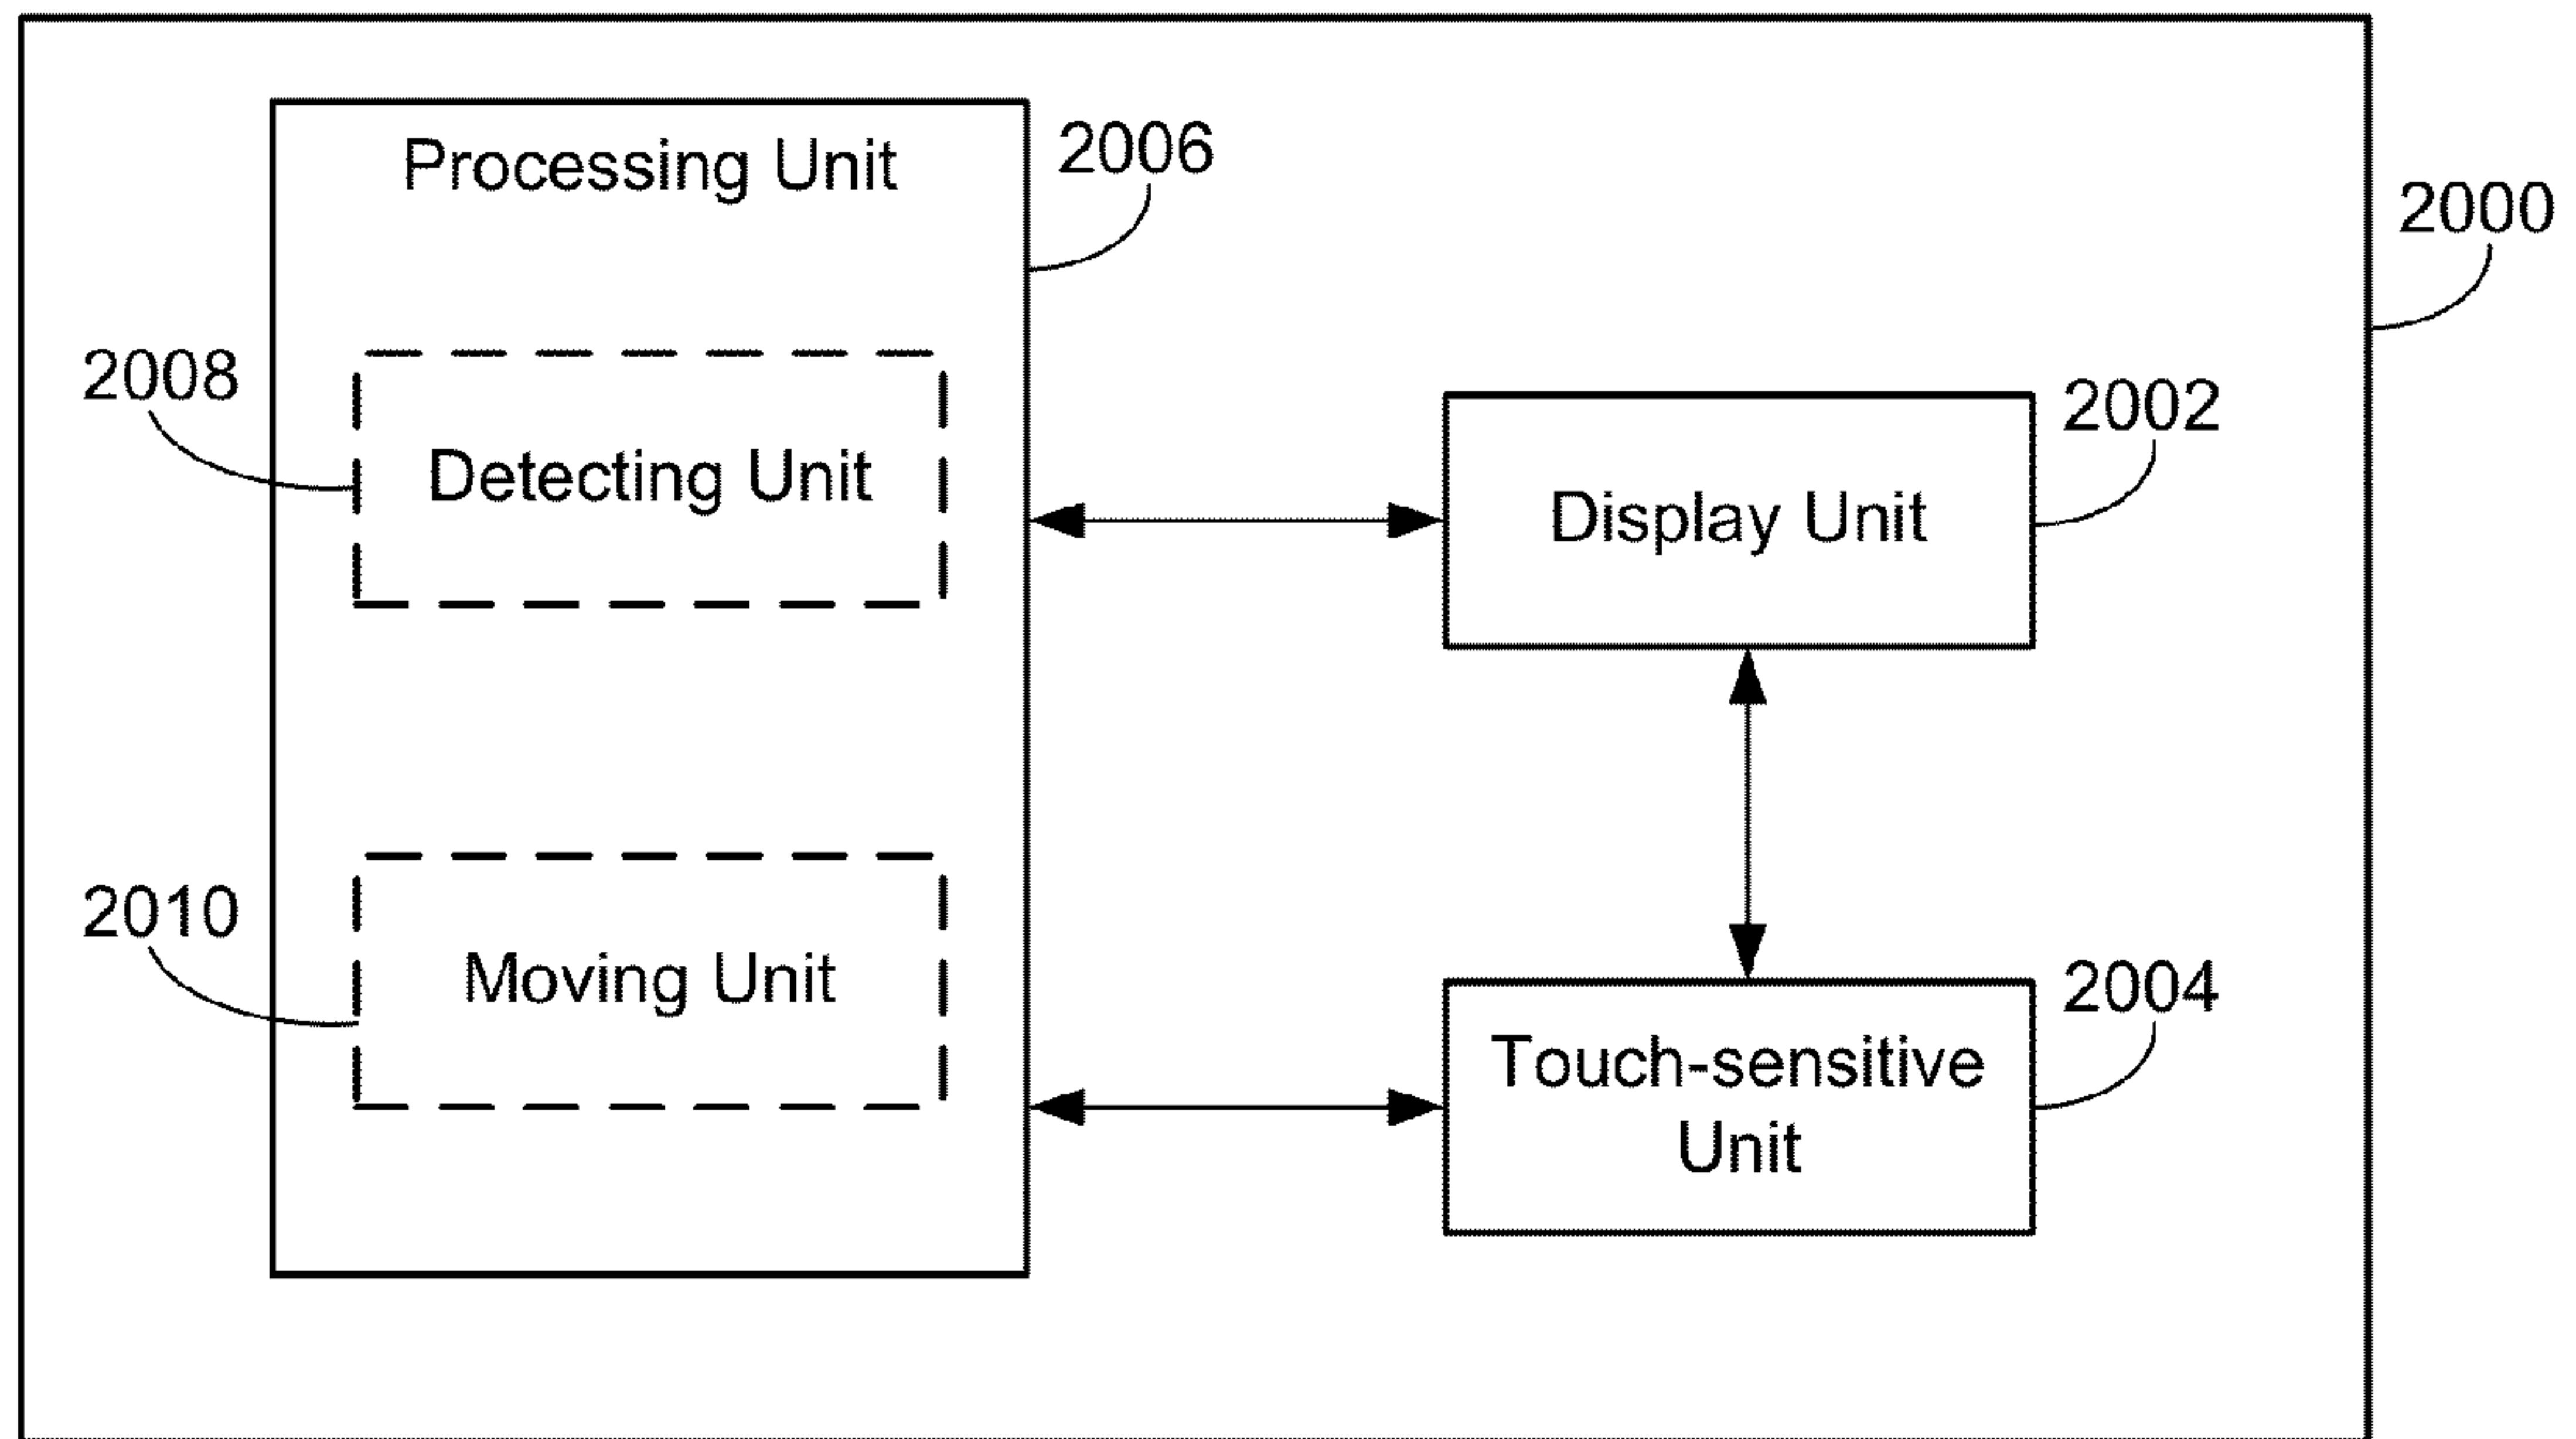 Processing Unit
2006
2000
2008
Detecting Unit
2002
Display Unit
2010
Moving Unit
2004
Touch-sensitive
Unit